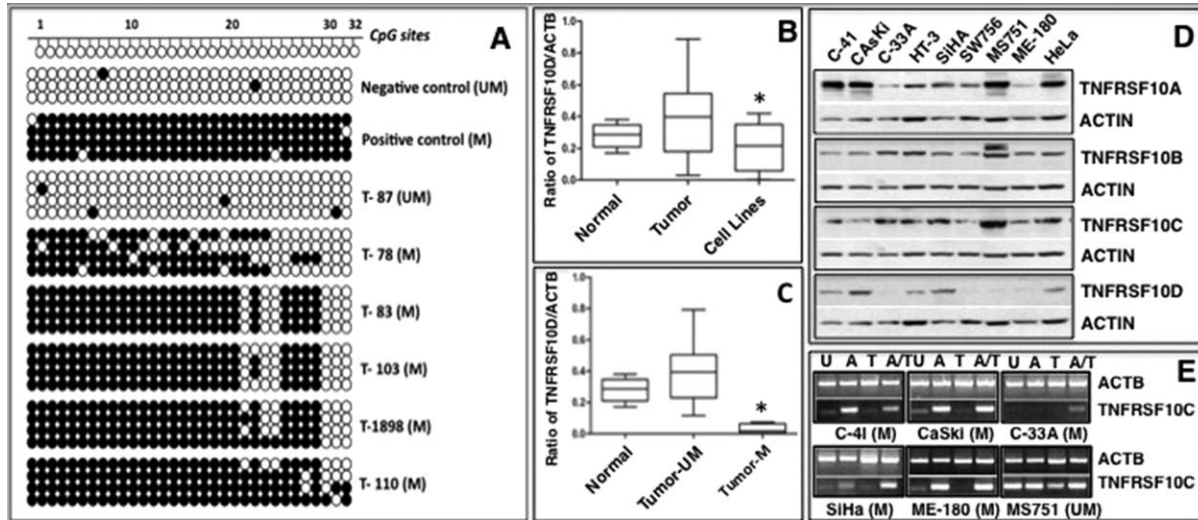 1 10 20 30 32
CpG sites
A
Negative control (UM)
Positive control (M)
T- 87 (UM)
T- 78 (M)
T- 83 (M)
T- 103 (M)
T-1898 (M)
T- 110 (M)
B
Ratio of TNFRSF10D/ACTB
1.0
0.8
0.6
0.4
0.2
0.0
*
Normal
Tumor
Cell Lines
C
Ratio of TNFRSF10D/ACTB
1.0
0.8
0.6
0.4
0.2
0.0
*
Normal
Tumor-UM
Tumor-M
D
C-41 CAsKi C-33A HT-3 SiHA SW756 MS751 ME-180 HeLa
TNFRSF10A
ACTIN
TNFRSF10B
ACTIN
TNFRSF10C
ACTIN
TNFRSF10D
ACTIN
E
U A T A/T U A T A/T U A T A/T
ACTB
TNFRSF10C
C-4I (M) CaSki (M) C-33A (M)
ACTB
TNFRSF10C
SiHa (M) ME-180 (M) MS751 (UM)